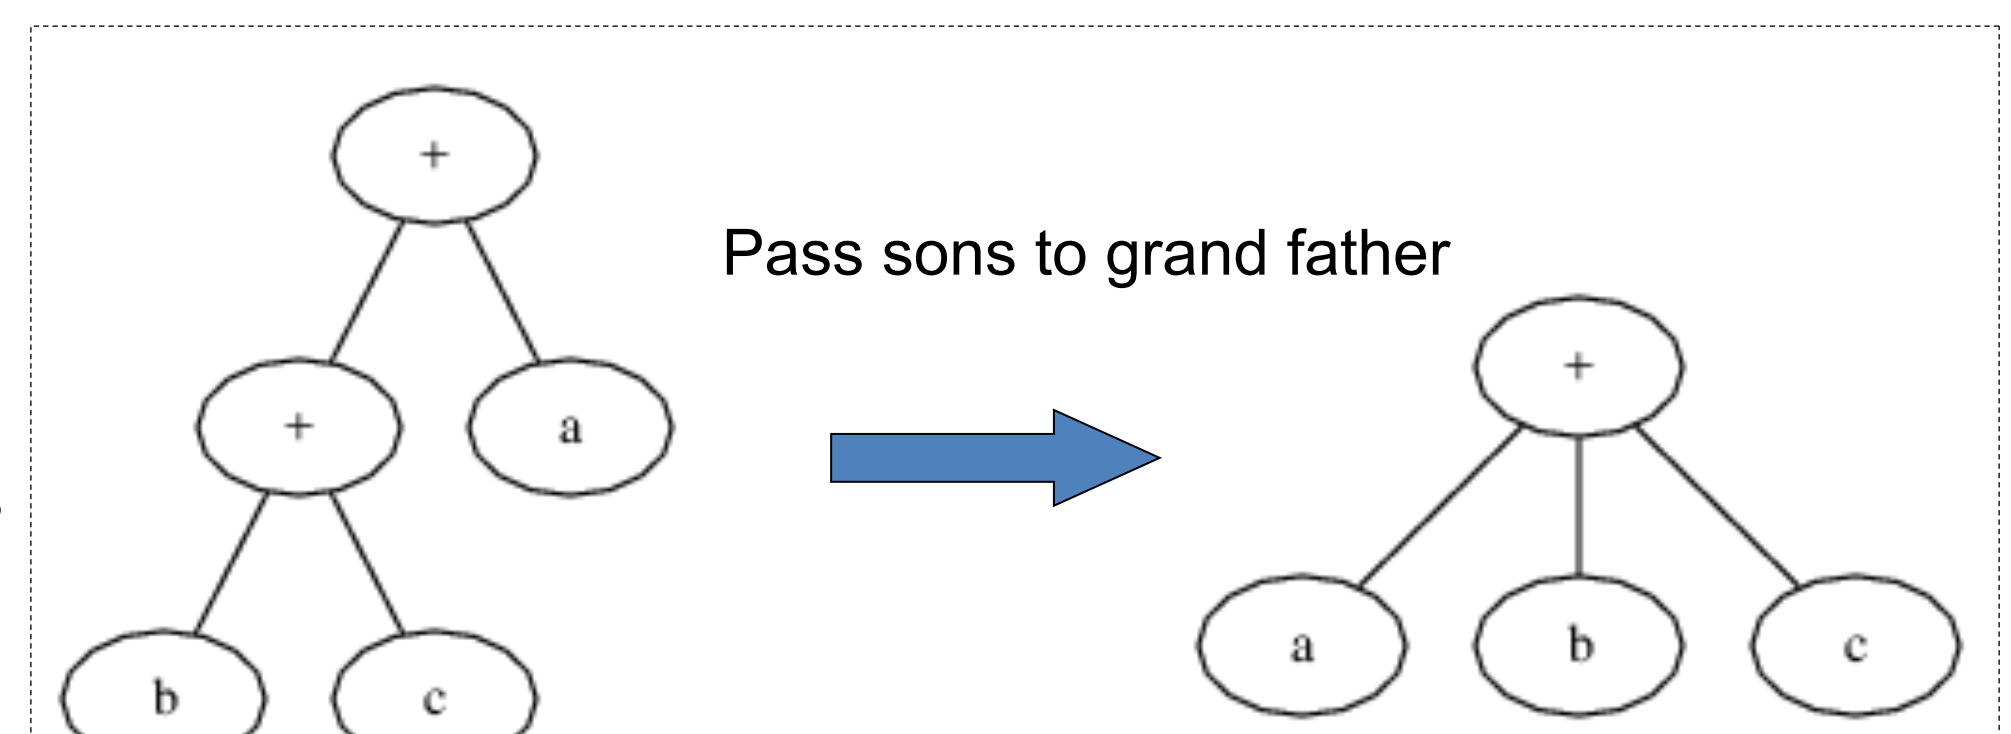 +
Pass sons to grand father
+
+ a
a b c
b c